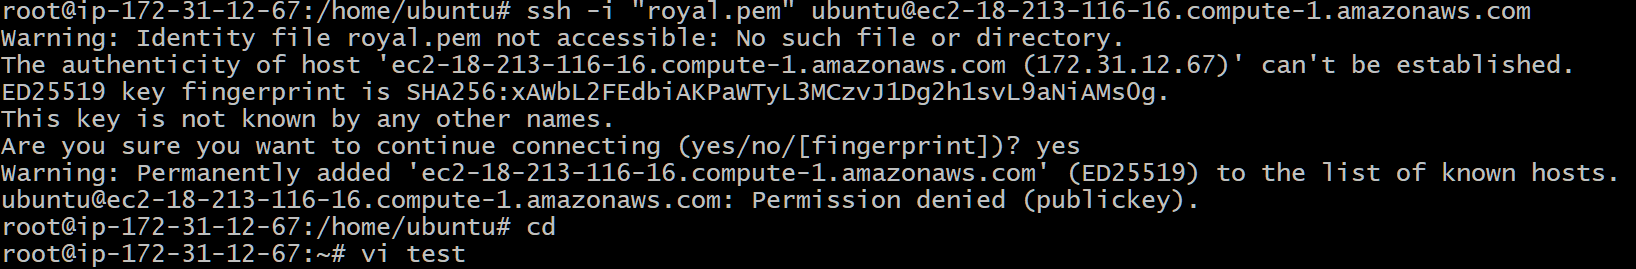 root@ip-172-31-12-67:/home/ubuntu# ssh -i "royal.pem" ubuntu@ec2-18-213-116-16.compute-1.amazonaws.com
Warning: Identity file royal.pem not accessible: No such file or directory.
The authenticity of host 'ec2-18-213-116-16.compute-1.amazonaws.com (172.31.12.67)' can't be established.
ED25519 key fingerprint is SHA256:xAWbL2FEdbiAKPaWTyL3MCzvJ1Dg2h1svL9aNiAMsOg.
This key is not known by any other names.
Are you sure you want to continue connecting (yes/no/[fingerprint])? yes
Warning: Permanently added 'ec2-18-213-116-16.compute-1.amazonaws.com' (ED25519) to the list of known hosts.
ubuntu@ec2-18-213-116-16.compute-1.amazonaws.com: Permission denied (publickey).
root@ip-172-31-12-67:/home/ubuntu# cd
root@ip-172-31-12-67:~# vi test